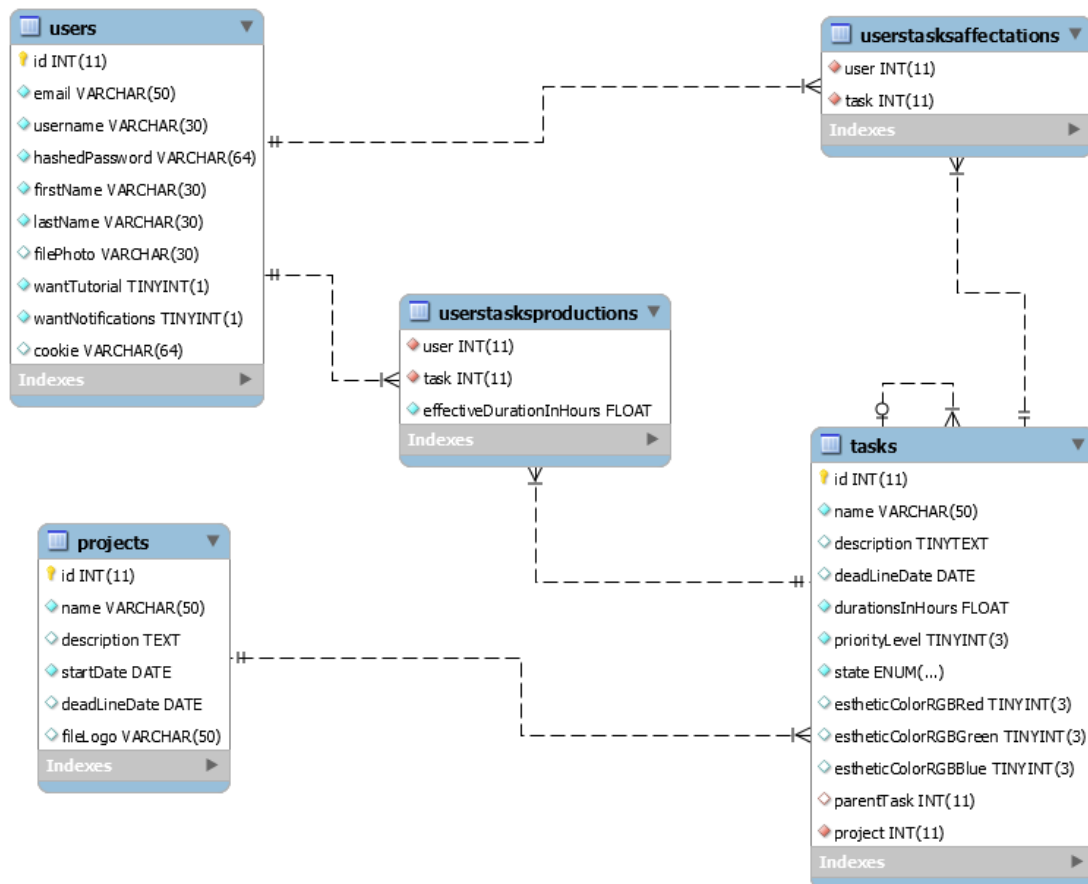 users
id INT(11)
email VARCHAR(50)
username VARCHAR(30)
hashedPassword VARCHAR(64)
firstName VARCHAR(30)
lastName VARCHAR(30)
filePhoto VARCHAR(30)
wantTutorial TINYINT(1)
wantNotifications TINYINT(1)
cookie VARCHAR(64)
Indexes
userstasksaffectations
user INT(11)
task INT(11)
Indexes
userstasksproductions
user INT(11)
task INT(11)
effectiveDurationInHours FLOAT
Indexes
projects
id INT(11)
name VARCHAR(50)
description TEXT
startDate DATE
deadLineDate DATE
fileLogo VARCHAR(50)
Indexes
tasks
id INT(11)
name VARCHAR(50)
description TINYTEXT
deadLineDate DATE
durationsInHours FLOAT
priorityLevel TINYINT(3)
state ENUM(...)
estheticColorRGBRed TINYINT(3)
estheticColorRGBGreen TINYINT(3)
estheticColorRGBBlue TINYINT(3)
parentTask INT(11)
project INT(11)
Indexes